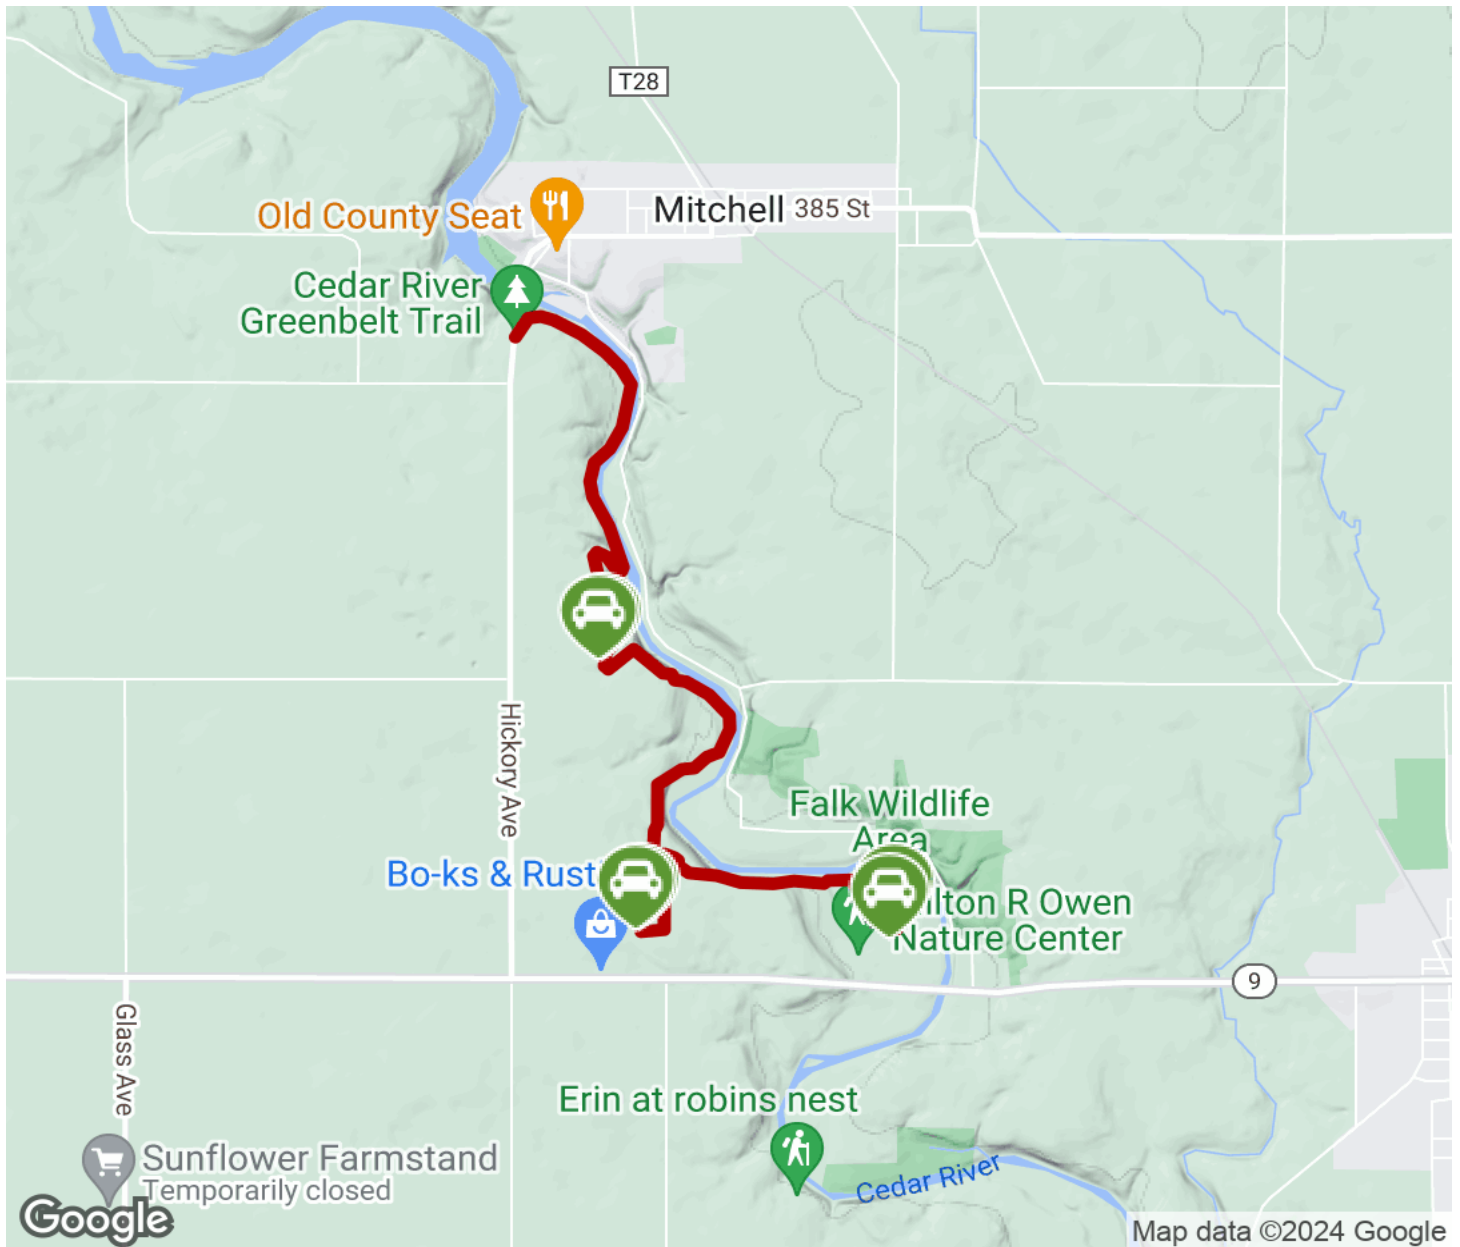 T28
Old County Seat
Mitchell
385 St
Cedar River
Greenbelt Trail
Hickory Ave
Falk Wildlife
Area
Bo-ks & Rust
ilton R Owen
Nature Center
9
Glass Ave
Erin at robins nest
Sunflower Farmstand
Temporarily closed
Cedar River
Google
Map data ©2024 Google